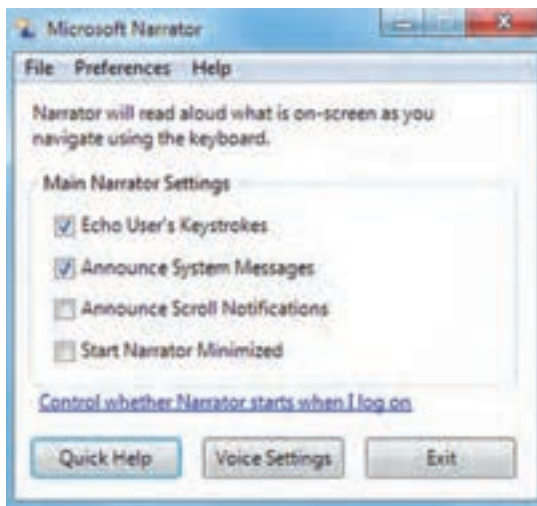 Microsoft Narrator
File Preferences Help
Narrator will read aloud what is on-screen as you
navigate using the keyboard.
Main Narrator Settings
Echo User's Keystrokes
Announce System Messages
Announce Scroll Notifications
Start Narrator Minimized
Control whether Narrator starts when I log on
Quick Help Voice Settings Exit